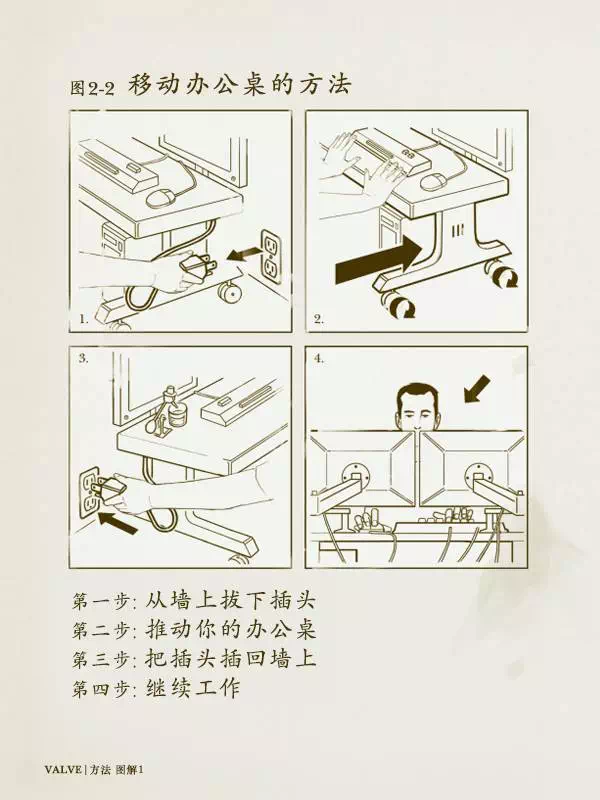 图2-2 移动办公桌的方法
1.
2.
3.
4.
第一步: 从墙上拔下插头
第二步: 推动你的办公桌
第三步: 把插头插回墙上
第四步: 继续工作
VALVE | 方法 图解1